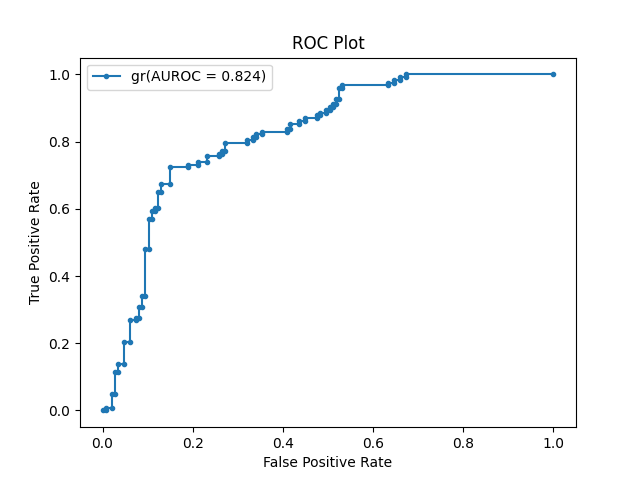 ROC Plot
gr(AUROC = 0.824)
True Positive Rate
1.0
0.8
0.6
0.4
0.2
0.0
0.0 0.2 0.4 0.6 0.8 1.0
False Positive Rate